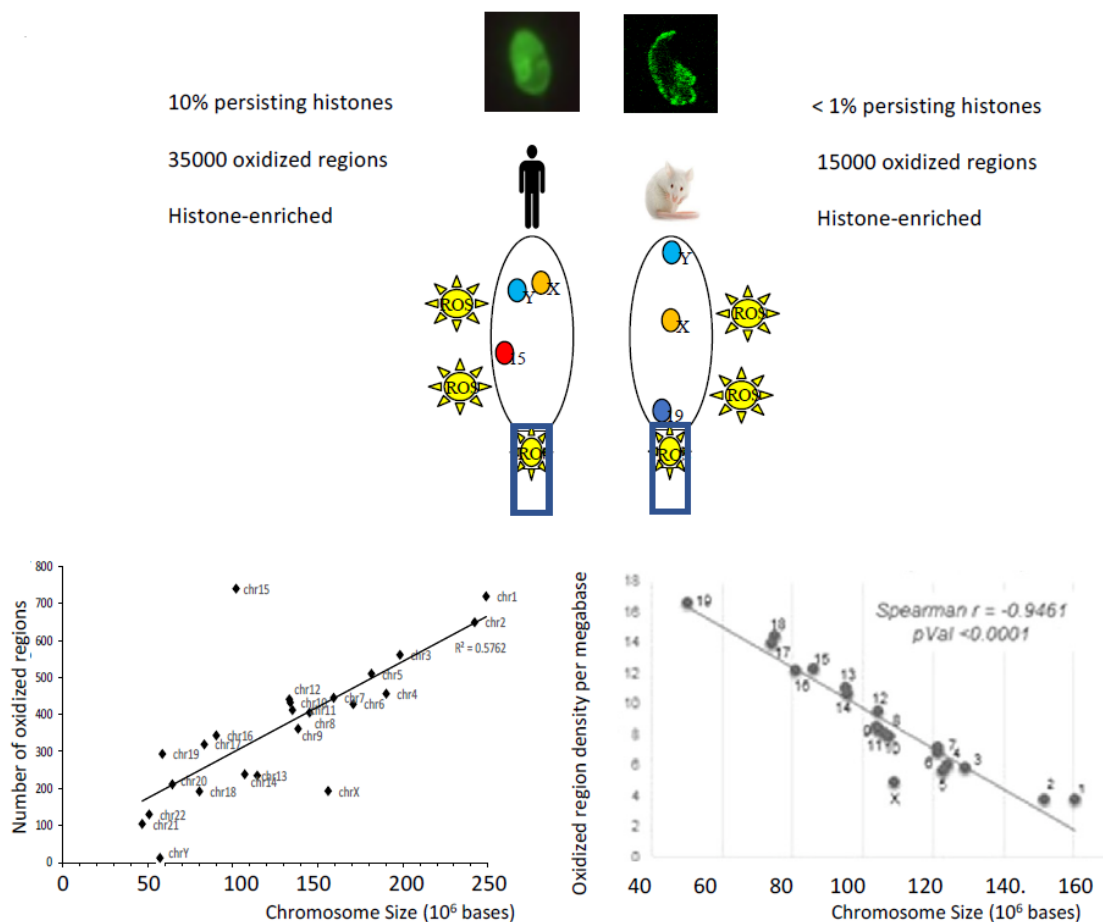 10% persisting histones
35000 oxidized regions
Histone-enriched
< 1% persisting histones
15000 oxidized regions
Histone-enriched
Y
X
15
ROS
ROS
ROS
Y
X
19
ROS
ROS
ROS
Number of oxidized regions
800
700
600
500
400
300
200
100
0
chr15
chr1
chr2
R² = 0.5762
chr3
chr5
chr4
chr12
chr10
chr11
chr7
chr6
chr8
chr9
chr16
chr17
chr19
chr13
chr14
chr20
chr18
chrX
chr22
chr21
chrY
0
50
100
150
200
250
Chromosome Size (10⁶ bases)
Oxidized region density per megabase
18
16
14
12
10
8
6
4
2
0
Spearman r = -0.9461
pVal <0.0001
19
18
17
16
15
13
14
12
9
8
11
10
7
6
4
5
3
X
2
1
40
60
80
100
120
140.
160
Chromosome Size (10⁶ bases)